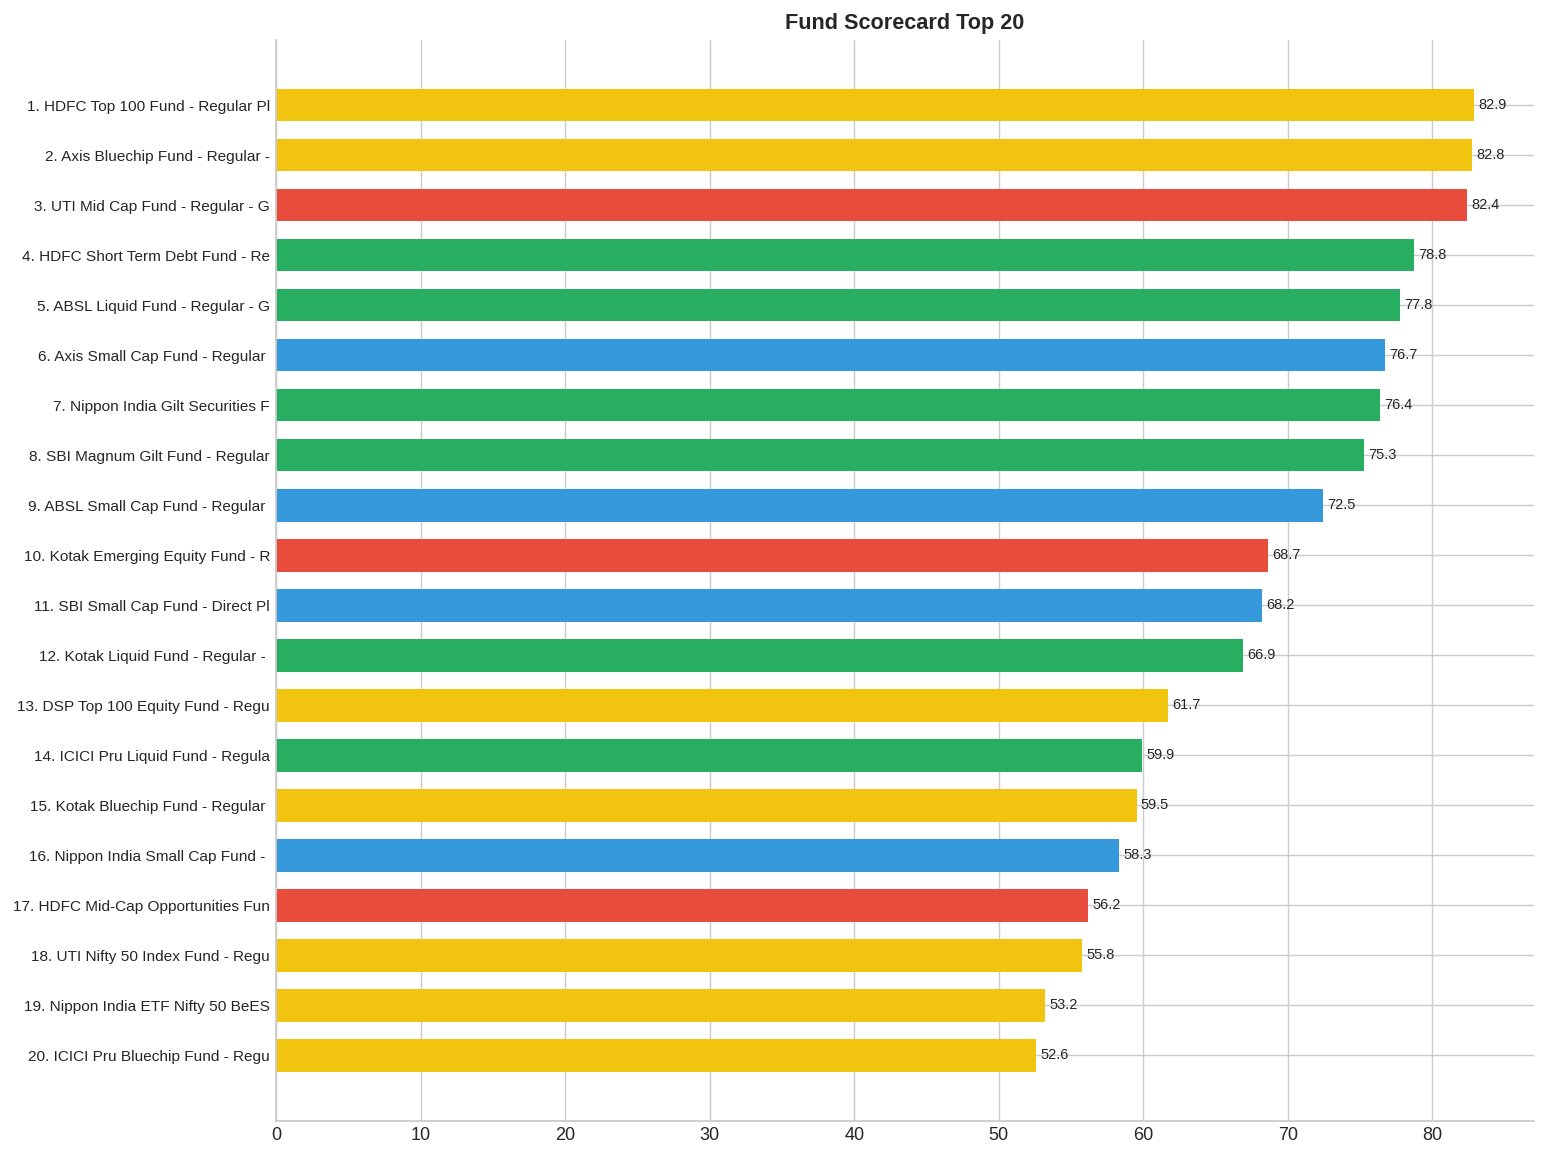 Fund Scorecard Top 20
1. HDFC Top 100 Fund - Regular Pl 82.9
2. Axis Bluechip Fund - Regular - 82.8
3. UTI Mid Cap Fund - Regular - G 82.4
4. HDFC Short Term Debt Fund - Re 78.8
5. ABSL Liquid Fund - Regular - G 77.8
6. Axis Small Cap Fund - Regular 76.7
7. Nippon India Gilt Securities F 76.4
8. SBI Magnum Gilt Fund - Regular 75.3
9. ABSL Small Cap Fund - Regular 72.5
10. Kotak Emerging Equity Fund - R 68.7
11. SBI Small Cap Fund - Direct Pl 68.2
12. Kotak Liquid Fund - Regular - 66.9
13. DSP Top 100 Equity Fund - Regu 61.7
14. ICICI Pru Liquid Fund - Regula 59.9
15. Kotak Bluechip Fund - Regular 59.5
16. Nippon India Small Cap Fund - 58.3
17. HDFC Mid-Cap Opportunities Fun 56.2
18. UTI Nifty 50 Index Fund - Regu 55.8
19. Nippon India ETF Nifty 50 BeES 53.2
20. ICICI Pru Bluechip Fund - Regu 52.6
0 10 20 30 40 50 60 70 80